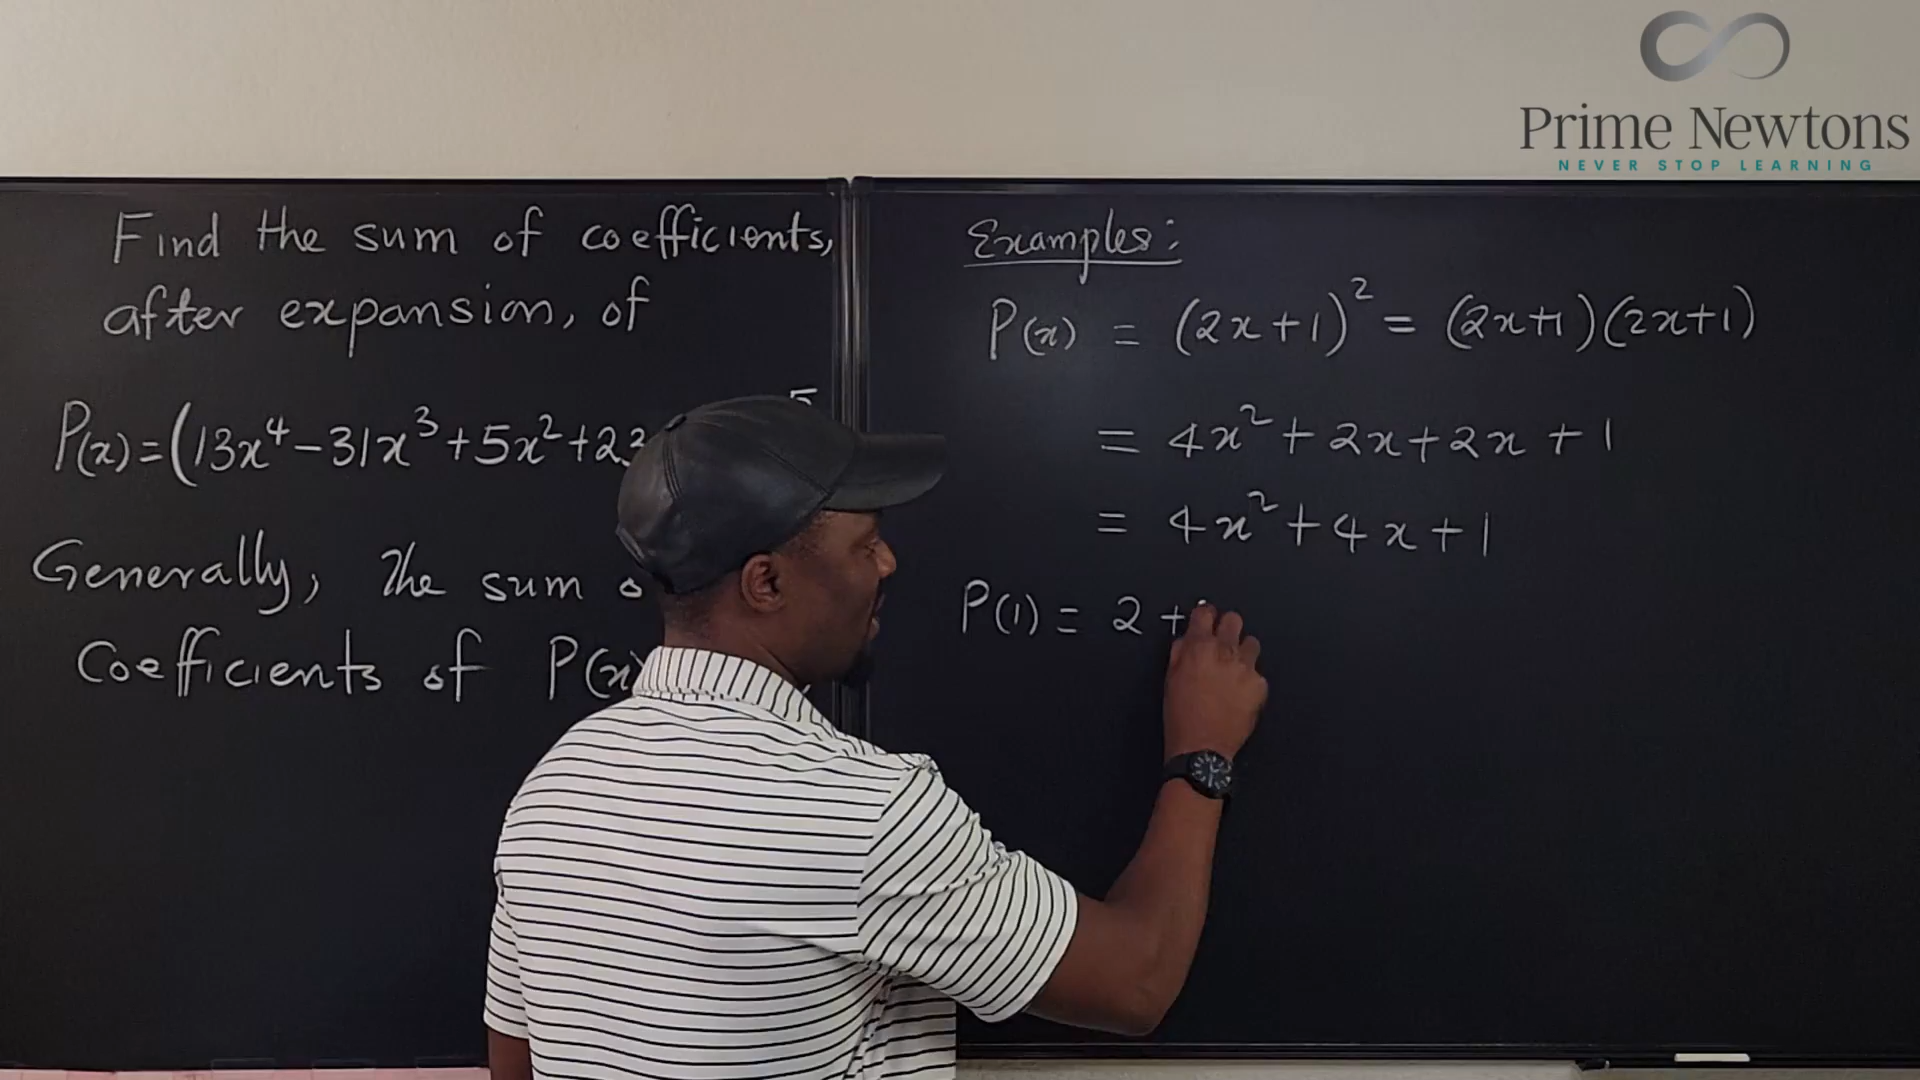 Prime Newtons
NEVER STOP LEARNING
Find the sum of coefficients,
after expansion, of
P(x) = (13x⁴ - 31x³ + 5x² + 23
Generally, the sum
Coefficients of P(x)
Examples:
P(x) = (2x+1)² = (2x+1)(2x+1)
= 4x² + 2x + 2x + 1
= 4x² + 4x + 1
P(1) = 2 +